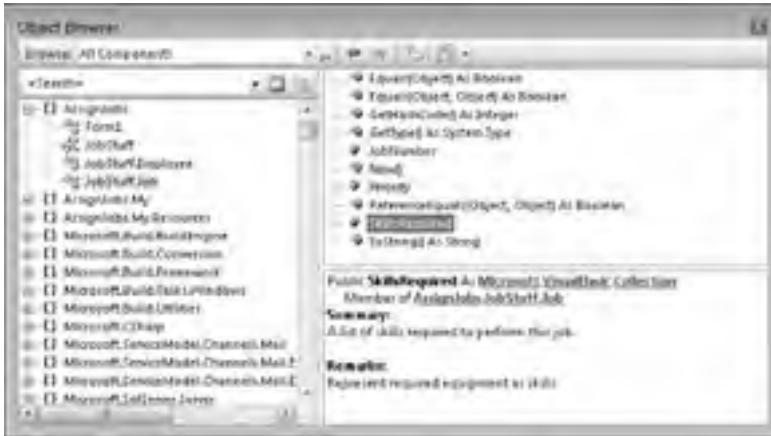 Object Browser
Browse: All Components
<Search>
AssignJobs
Form1
JobStuff
JobStuff.Employee
JobStuff.Job
AssignJobs.My
AssignJobs.My.Resources
Microsoft.Build.BuildEngine
Microsoft.Build.Conversion
Microsoft.Build.Framework
Microsoft.Build.Tasks.Windows
Microsoft.Build.Utilities
Microsoft.CSharp
Microsoft.ServiceModel.Channels.Mail
Microsoft.ServiceModel.Channels.Mail.E
Microsoft.ServiceModel.Channels.Mail.E
Microsoft.SqlServer.Server
Equals(Object) As Boolean
Equals(Object, Object) As Boolean
GetHashCode() As Integer
GetType() As System.Type
JobNumber
New()
Priority
ReferenceEquals(Object, Object) As Boolean
SkillsRequired
ToString() As String
Public SkillsRequired As Microsoft.VisualBasic.Collection
Member of AssignJobs.JobStuff.Job
Summary:
A list of skills required to perform this job.
Remarks:
Represent required equipment as skills